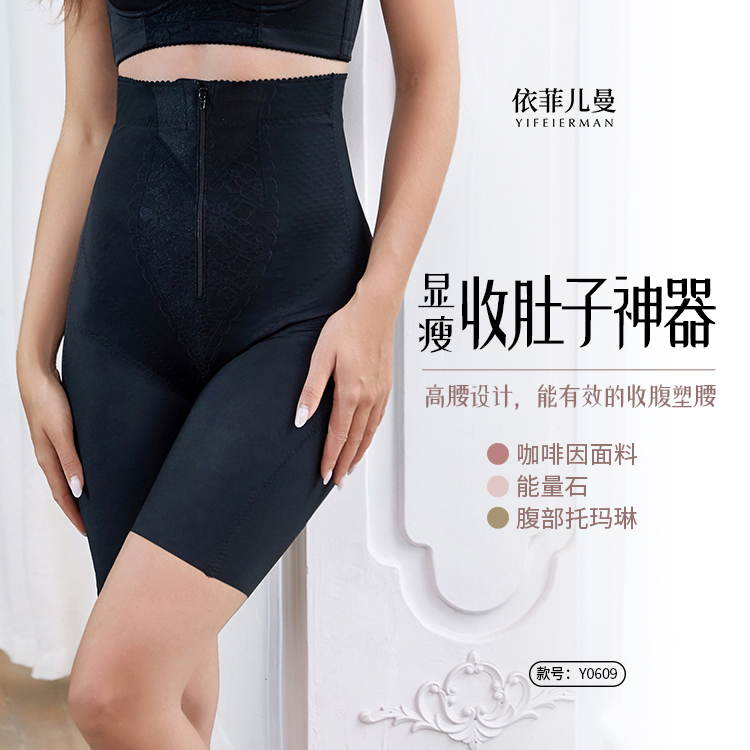 依菲儿曼
YIFEIERMAN
显瘦 收肚子神器
高腰设计，能有效的收腹塑腰
咖啡因面料
能量石
腹部托玛琳
款号：Y0609